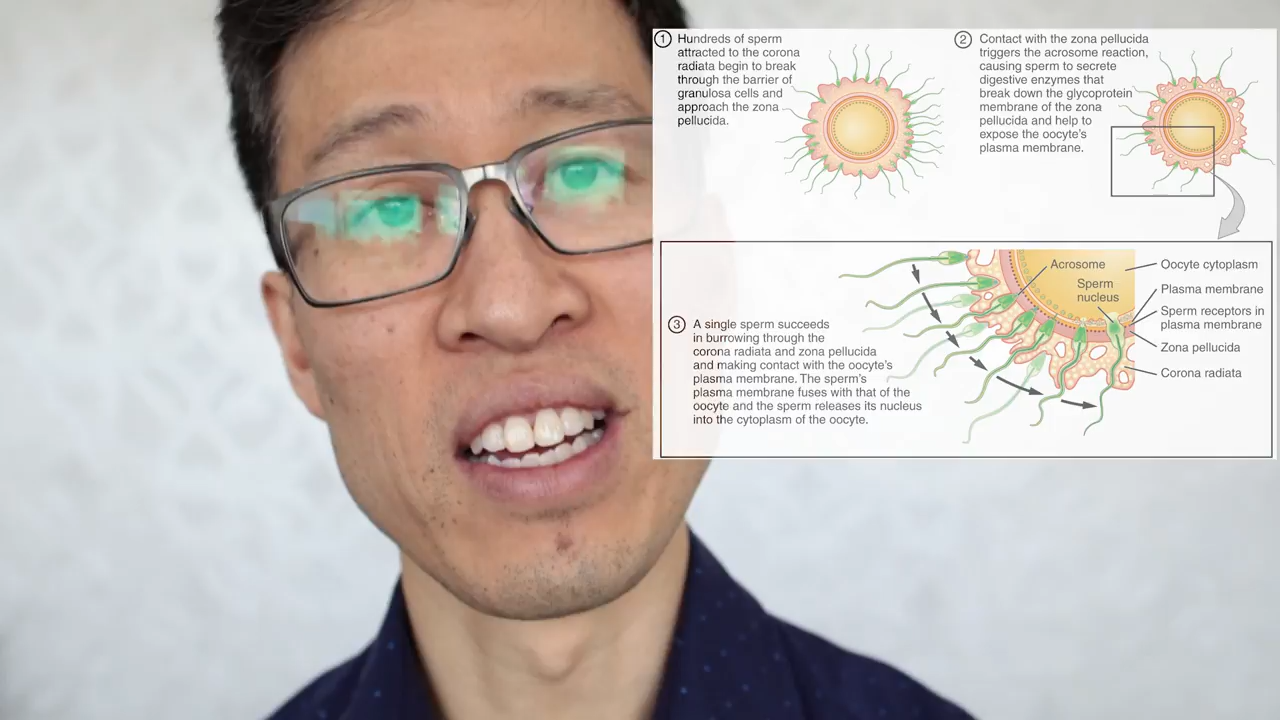 1
Hundreds of sperm
attracted to the corona
radiata begin to break
through the barrier of
granulosa cells and
approach the zona
pellucida.
2
Contact with the zona pellucida
triggers the acrosome reaction,
causing sperm to secrete
digestive enzymes that
break down the glycoprotein
membrane of the zona
pellucida and help to
expose the oocyte's
plasma membrane.
3
A single sperm succeeds
in burrowing through the
corona radiata and zona pellucida
and making contact with the oocyte's
plasma membrane. The sperm's
plasma membrane fuses with that of the
oocyte and the sperm releases its nucleus
into the cytoplasm of the oocyte.
Acrosome
Sperm
nucleus
Oocyte cytoplasm
Plasma membrane
Sperm receptors in
plasma membrane
Zona pellucida
Corona radiata